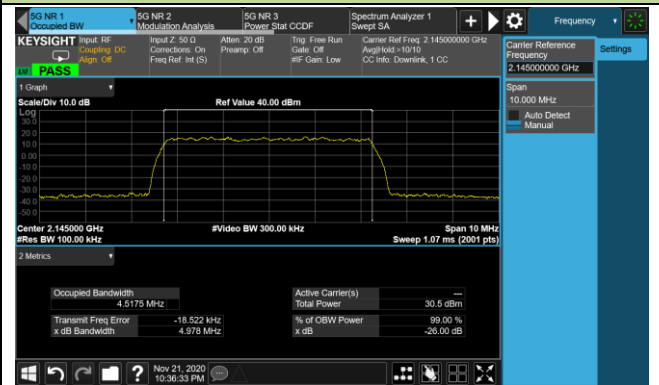 5G NR 1
Occupied BW
5G NR 2
Modulation Analysis
5G NR 3
Power Stat CCDF
Spectrum Analyzer 1
Swept SA
Frequency
KEYSIGHT
Input: RF
Coupling: DC
Align: Off
Input Z: 50 Ω
Corrections: On
Freq Ref: Int (S)
Atten: 20 dB
Preamp: Off
Trig: Free Run
Gate: Off
#IF Gain: Low
Carrier Ref Freq: 2.145000000 GHz
Avg|Hold:>10/10
CC Info: Downlink, 1 CC
PASS
Carrier Reference
Frequency
2.145000000 GHz
Settings
Span
10.000 MHz
Auto Detect
Manual
1 Graph
Scale/Div 10.0 dB
Ref Value 40.00 dBm
Log
30.0
20.0
10.0
0.00
-10.0
-20.0
-30.0
-40.0
-50.0
Center 2.145000 GHz
#Video BW 300.00 kHz
Span 10 MHz
#Res BW 100.00 kHz
Sweep 1.07 ms (2001 pts)
2 Metrics
Occupied Bandwidth
4.5175 MHz
Active Carrier(s)
---
Total Power
30.5 dBm
Transmit Freq Error
-18.522 kHz
% of OBW Power
99.00 %
x dB Bandwidth
4.978 MHz
x dB
-26.00 dB
?
Nov 21, 2020
10:36:33 PM